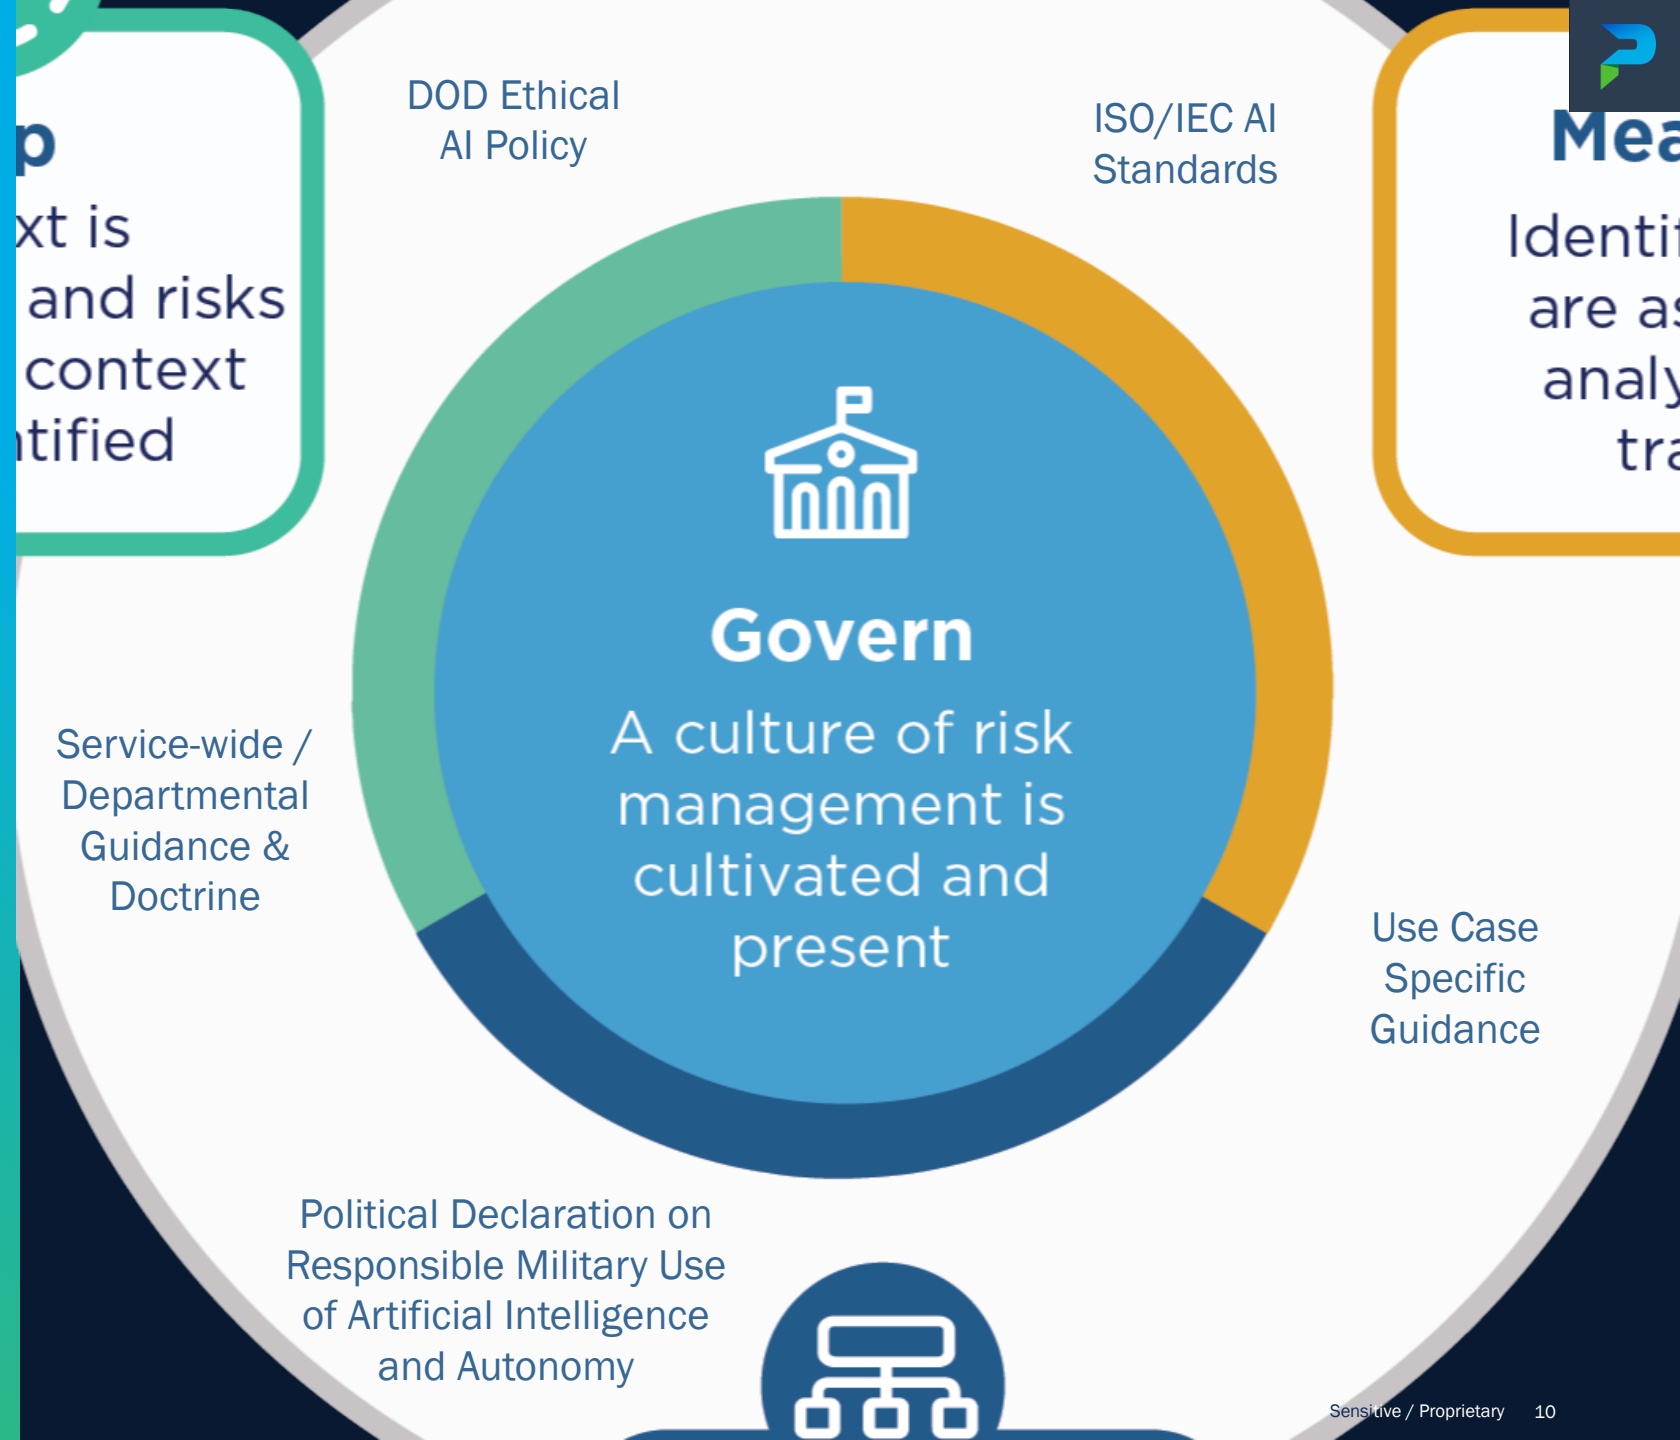 DOD Ethical
AI Policy
ISO/IEC AI
Standards
p
xt is
and risks
context
ntified
Mea
Identif
are as
analy
tra
Govern
A culture of risk
management is
cultivated and
present
Service-wide /
Departmental
Guidance &
Doctrine
Use Case
Specific
Guidance
Political Declaration on
Responsible Military Use
of Artificial Intelligence
and Autonomy
Sensitive / Proprietary 10